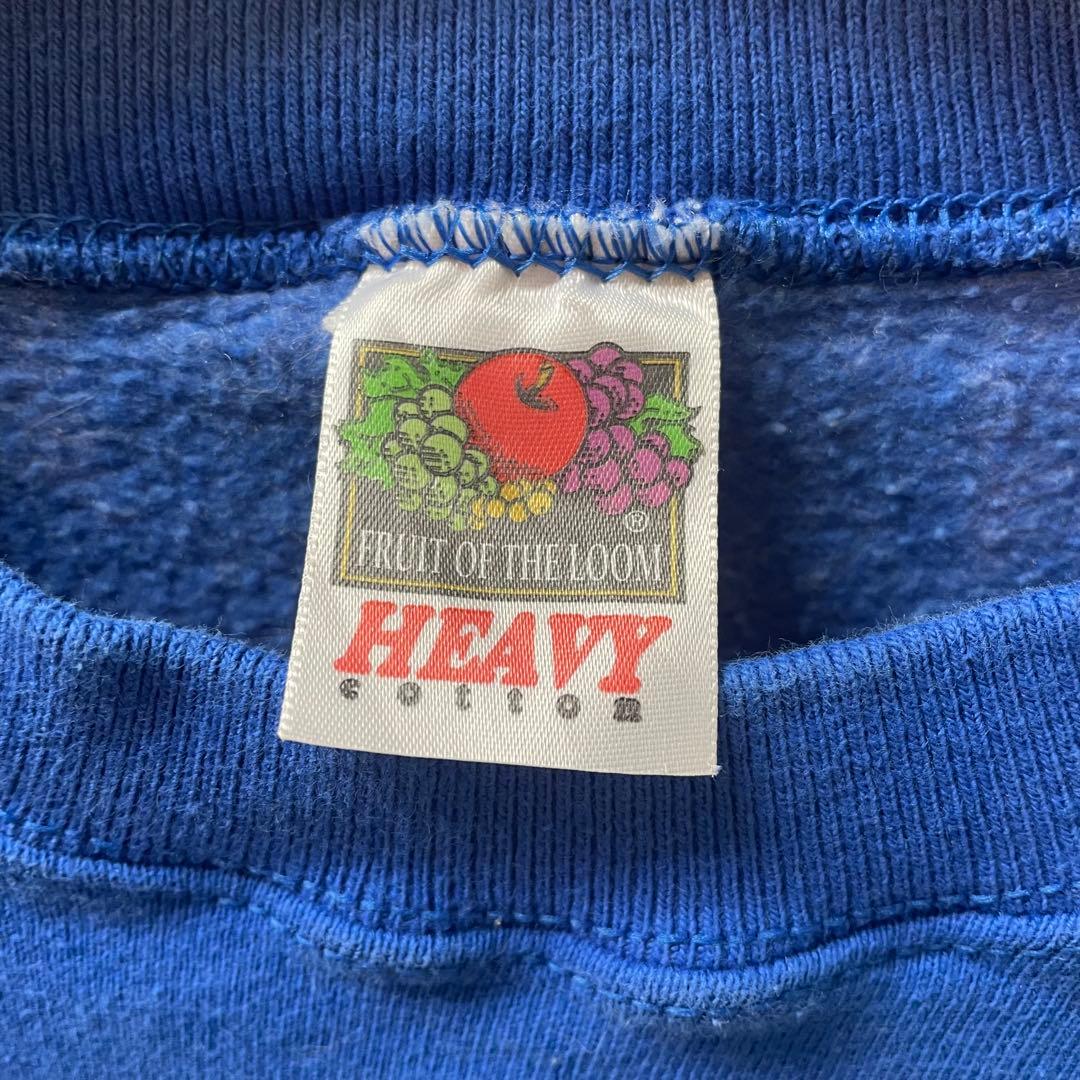 ®
FRUIT OF THE LOOM
HEAVY
cotton